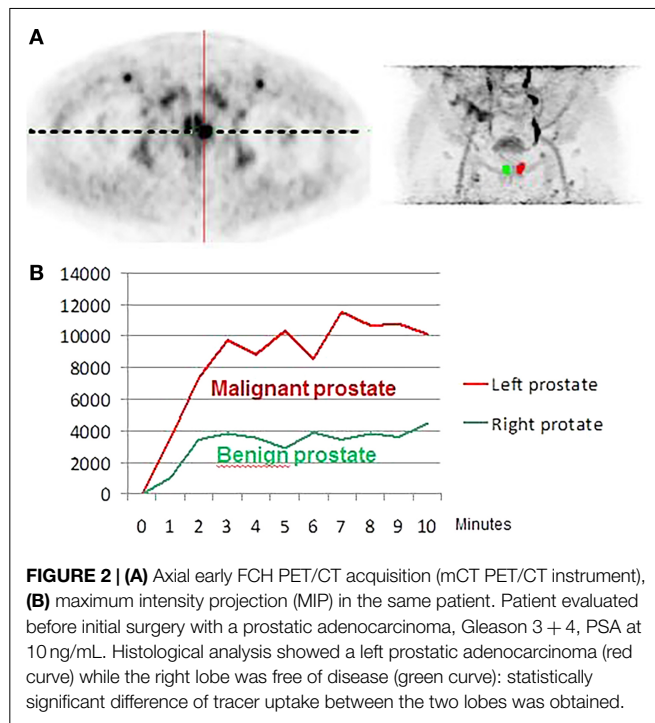 A
B
14000
12000
10000
8000
6000
4000
2000
0
Malignant prostate
Benign prostate
Left prostate
Right protate
0 1 2 3 4 5 6 7 8 9 10 Minutes
FIGURE 2 | (A) Axial early FCH PET/CT acquisition (mCT PET/CT instrument),
(B) maximum intensity projection (MIP) in the same patient. Patient evaluated
before initial surgery with a prostatic adenocarcinoma, Gleason 3 + 4, PSA at
10 ng/mL. Histological analysis showed a left prostatic adenocarcinoma (red
curve) while the right lobe was free of disease (green curve): statistically
significant difference of tracer uptake between the two lobes was obtained.